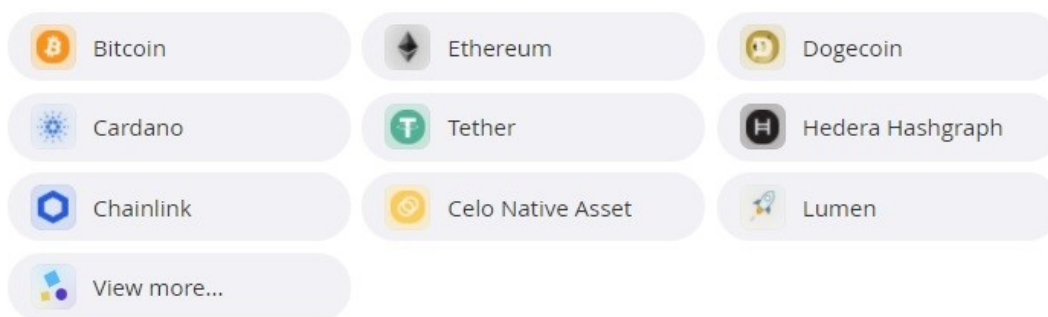 Bitcoin
Ethereum
Dogecoin
Cardano
Tether
Hedera Hashgraph
Chainlink
Celo Native Asset
Lumen
View more...